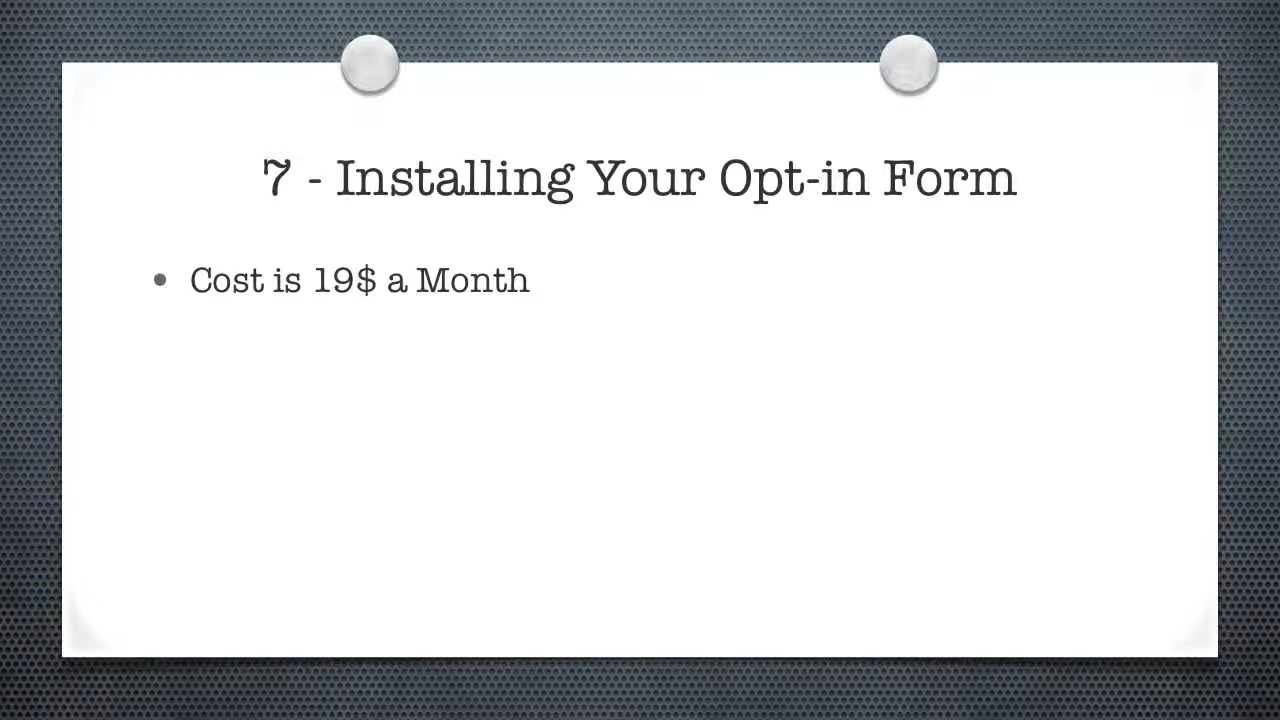 7 - Installing Your Opt-in Form
• Cost is 19$ a Month